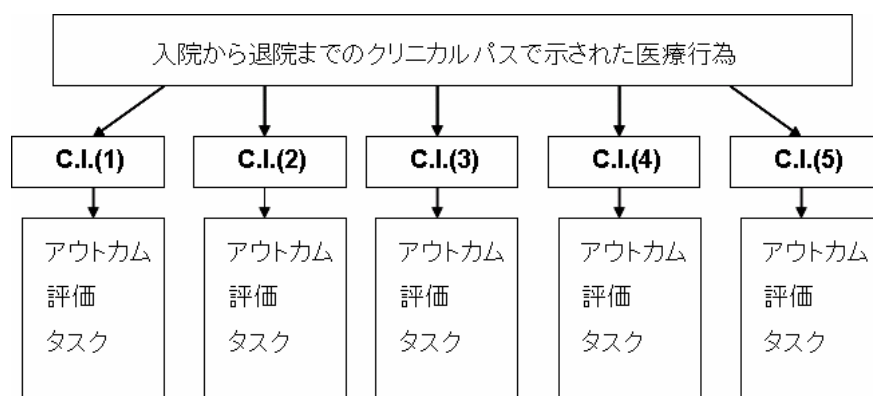 入院から退院までのクリニカルパスで示された医療行為
C.I.(1)
C.I.(2)
C.I.(3)
C.I.(4)
C.I.(5)
アウトカム
評価
タスク
アウトカム
評価
タスク
アウトカム
評価
タスク
アウトカム
評価
タスク
アウトカム
評価
タスク